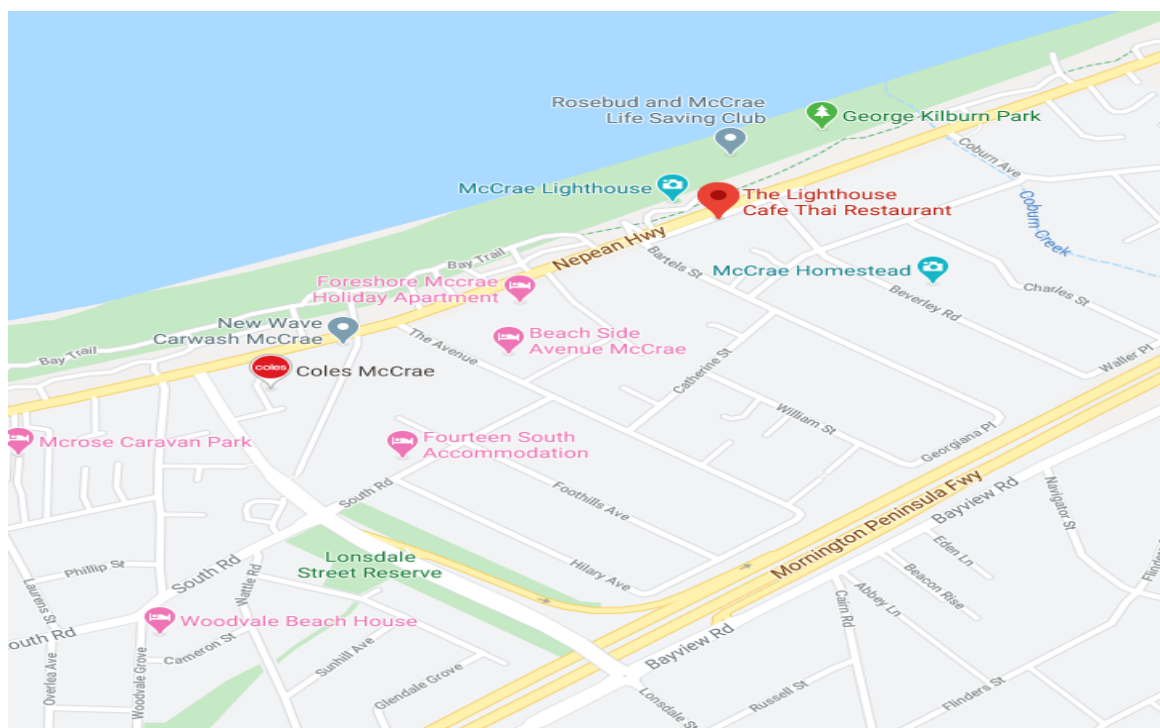 Rosebud and McCrae
Life Saving Club
George Kilburn Park
Coburn Ave
McCrae Lighthouse
The Lighthouse
Cafe Thai Restaurant
Coburn Creek
Nepean Hwy
Bay Trail
Bartels St
McCrae Homestead
Beverley Rd
Charles St
Foreshore Mccrae
Holiday Apartment
New Wave
Carwash McCrae
The Avenue
Beach Side
Avenue McCrae
Bay Trail
Waller Pl
Catherine St
coles
Coles McCrae
William St
Georgiana Pl
Mcrose Caravan Park
Fourteen South
Accommodation
South Rd
Foothills Ave
Mornington Peninsula Fwy
Bayview Rd
Navigator St
Lonsdale
Street Reserve
Phillip St
South Rd
Wattle Rd
Hilary Ave
Eden Ln
Beacon Rise
Abbey Ln
Cairn Rd
Laurens St
Woodvale Beach House
outh Rd
Cameron St
Sunhill Ave
Bayview Rd
Overlea Ave
Woodvale Grove
Glendale Grove
Lonsdale St
Russell St
Flinders St
Flinde